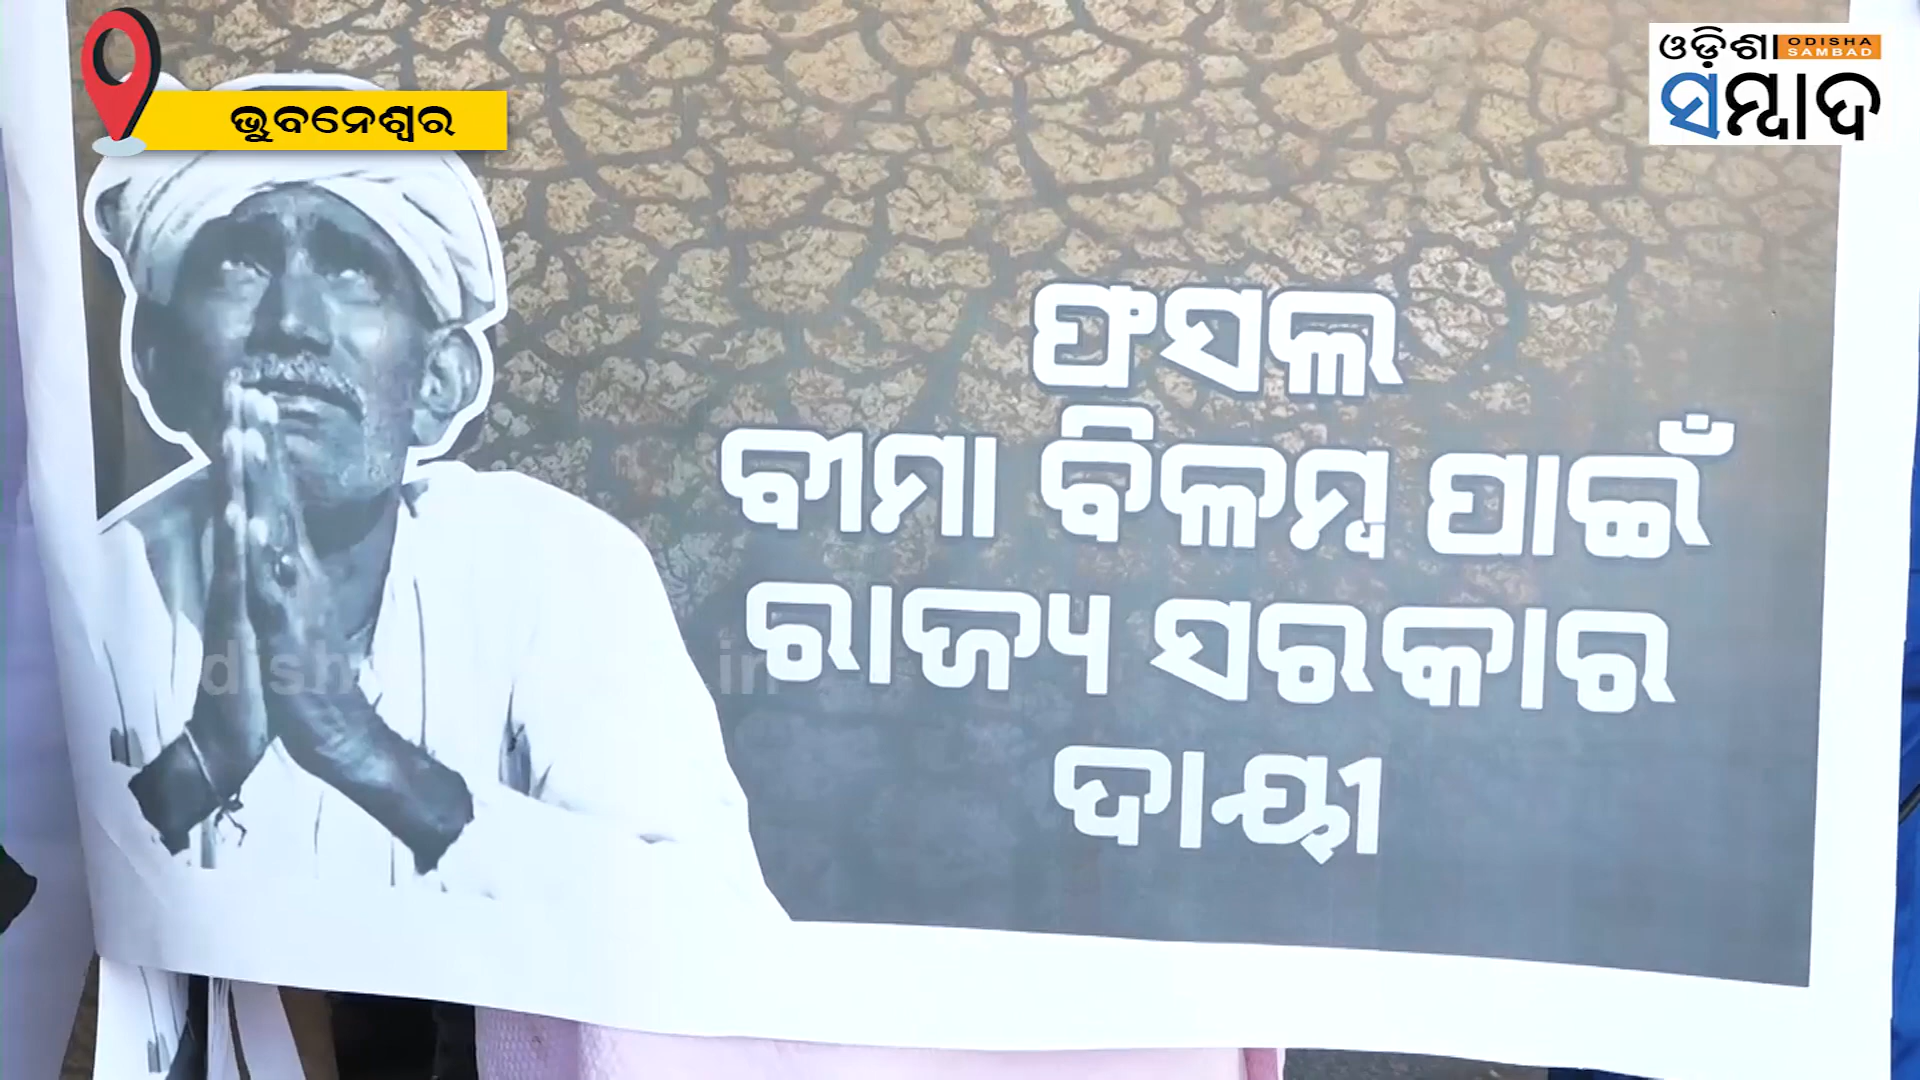 ଭୁବନେଶ୍ୱର
ଓଡ଼ିଶା ODISHA SAMBAD
ସମ୍ବାଦ
ଫସଲ
ବୀମା ବିଳମ୍ବ ପାଇଁ
ରାଜ୍ୟ ସରକାର
ଦାୟୀ